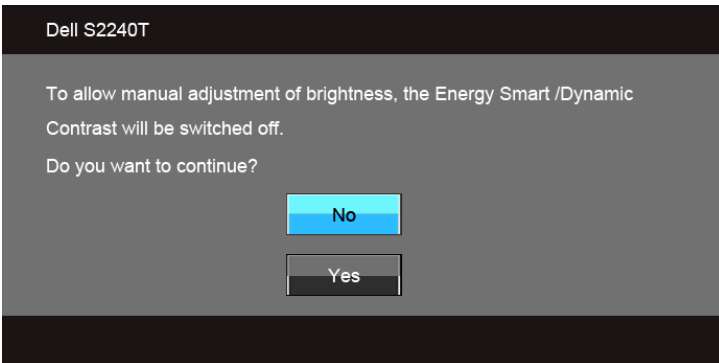 Dell S2240T
To allow manual adjustment of brightness, the Energy Smart /Dynamic
Contrast will be switched off.
Do you want to continue?
No
Yes